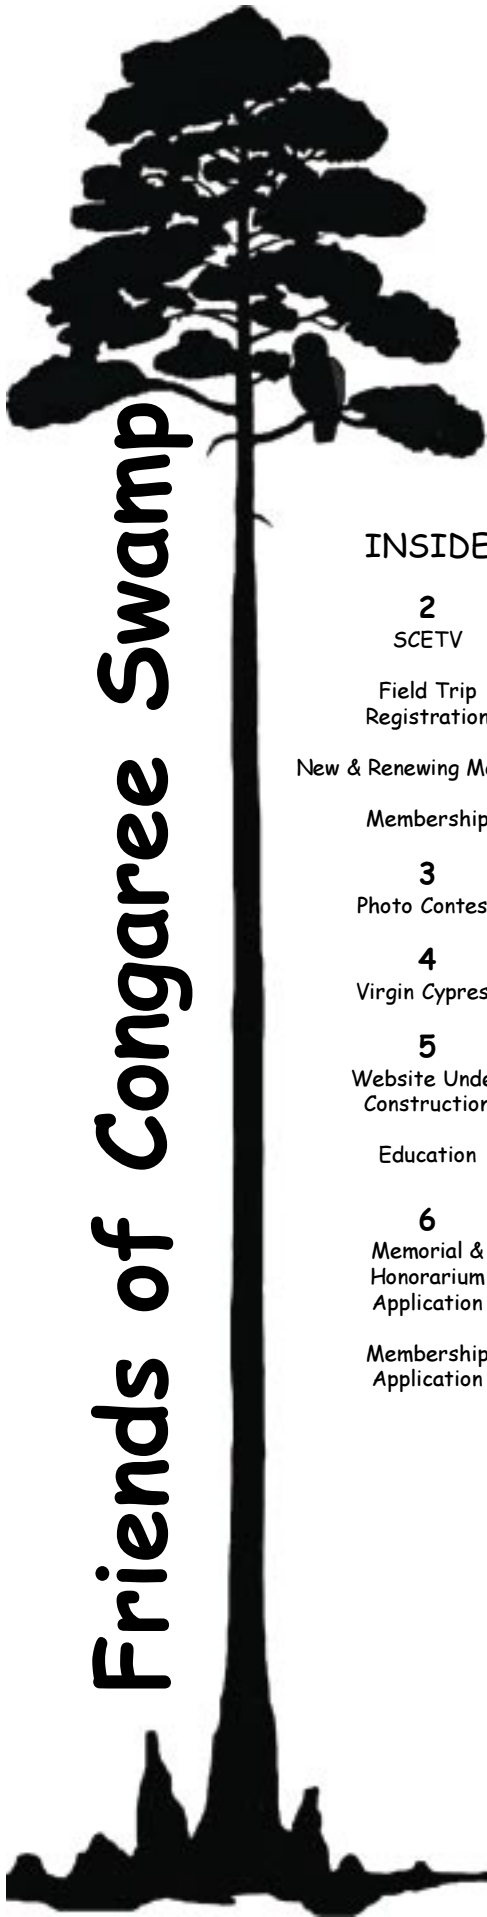 Friends of Congaree Swamp
INSIDE
2
SCETV
Field Trip
Registration
New & Renewing M
Membership
3
Photo Contes
4
Virgin Cypres
5
Website Unde
Construction
Education
6
Memorial &
Honorarium
Application
Membership
Application